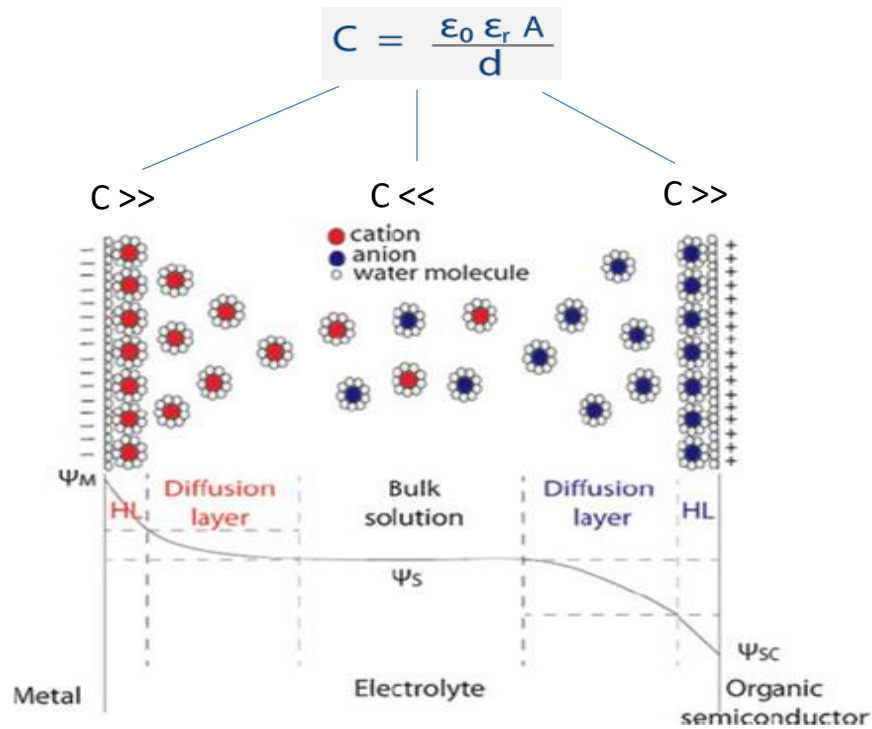 C = ε₀ εᵣ A
d
C >> C << C >>
cation
anion
water molecule
− − − − − − − − − − − − − − − −
+ + + + + + + + + + + + + + + + + +
ΨM
HL Diffusion layer Bulk solution Diffusion layer HL
ΨS
ΨSC
Metal Electrolyte Organic
semiconductor